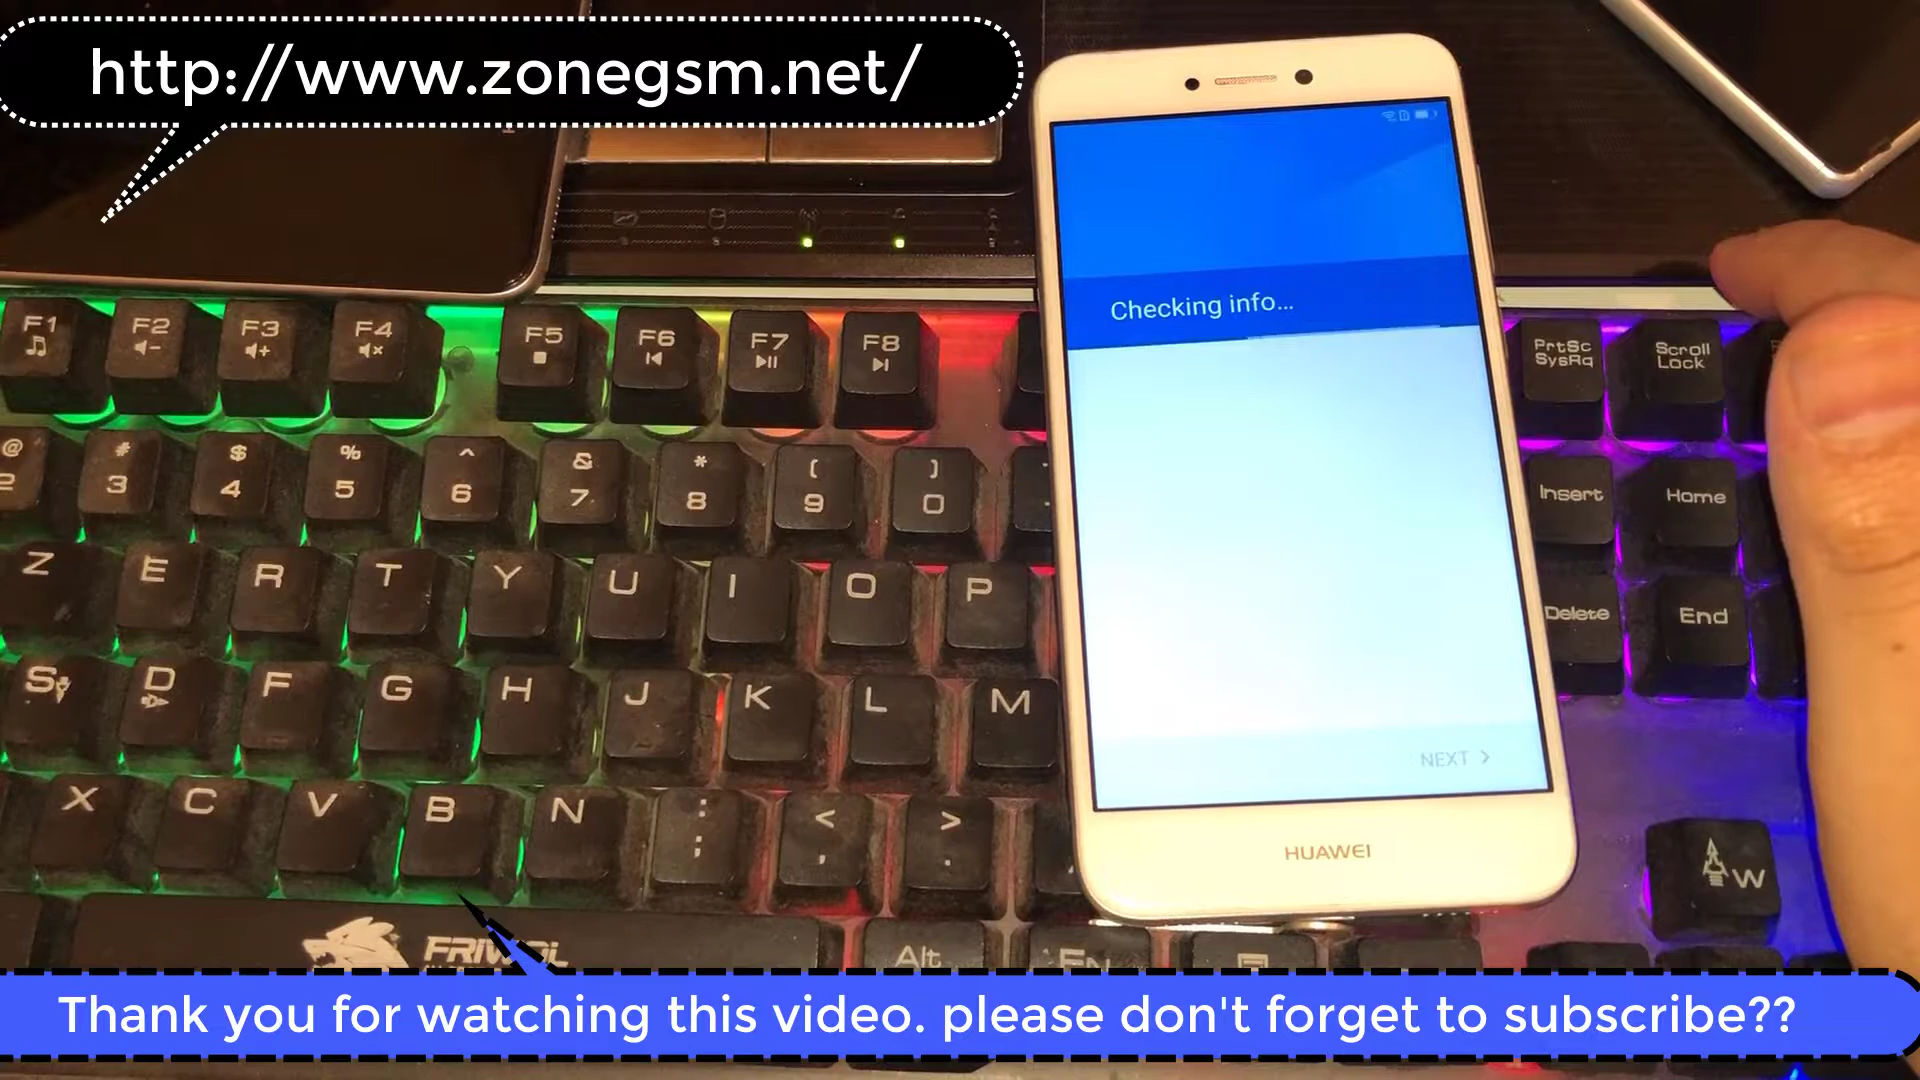 http://www.zonegsm.net/
Checking info...
NEXT
HUAWEI
F1 F2 F3 F4 F5 F6 F7 F8
PrtSc
SysRq
Scroll
Lock
@ # $ % ^ & * ( )
2 3 4 5 6 7 8 9 0
Insert Home
Z E R T Y U I O P
Delete End
S D F G H J K L M
X C V B N ; : < , > .
W
Alt
Thank you for watching this video. please don't forget to subscribe??